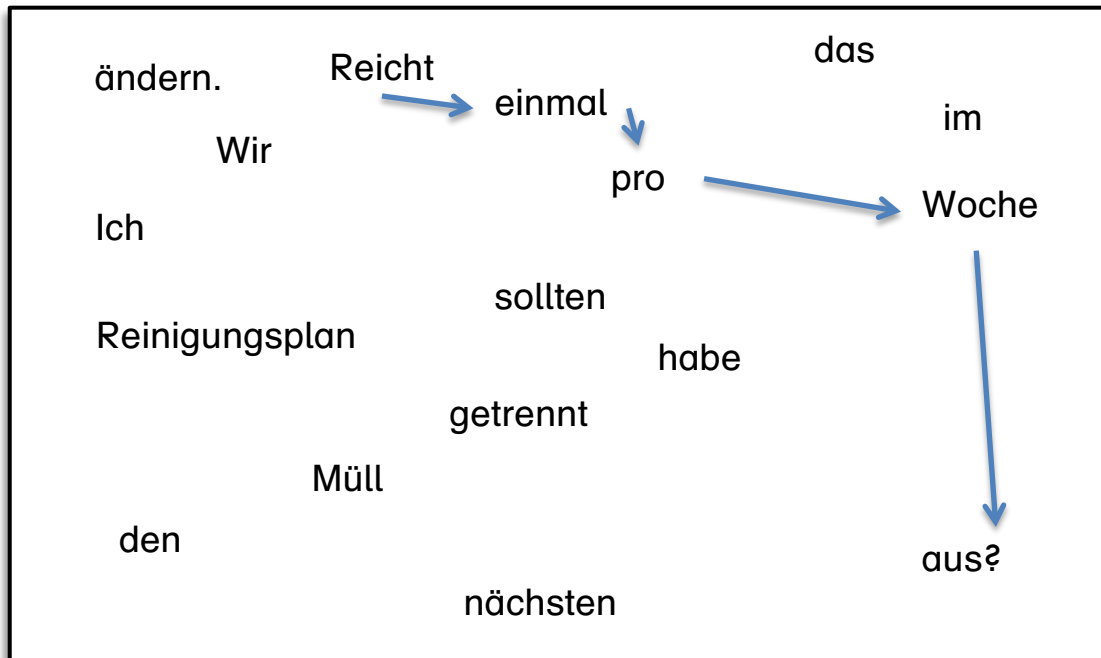 das
ändern.
Reicht
einmal
im
Wir
pro
Woche
Ich
sollten
Reinigungsplan
habe
getrennt
Müll
den
aus?
nächsten